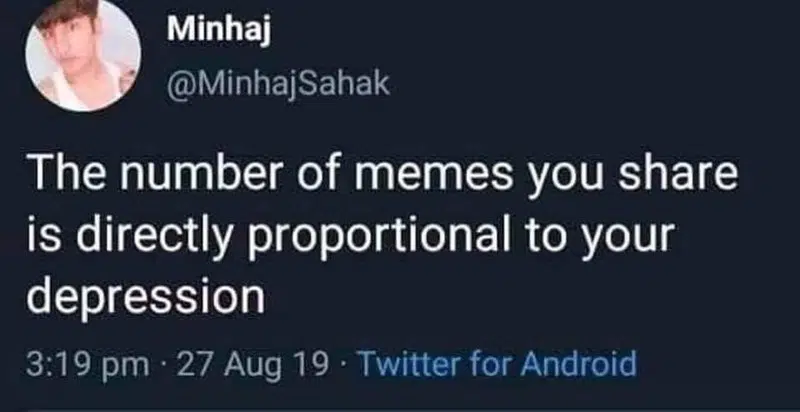 Minhaj
@MinhajSahak
The number of memes you share
is directly proportional to your
depression
3:19 pm · 27 Aug 19 · Twitter for Android